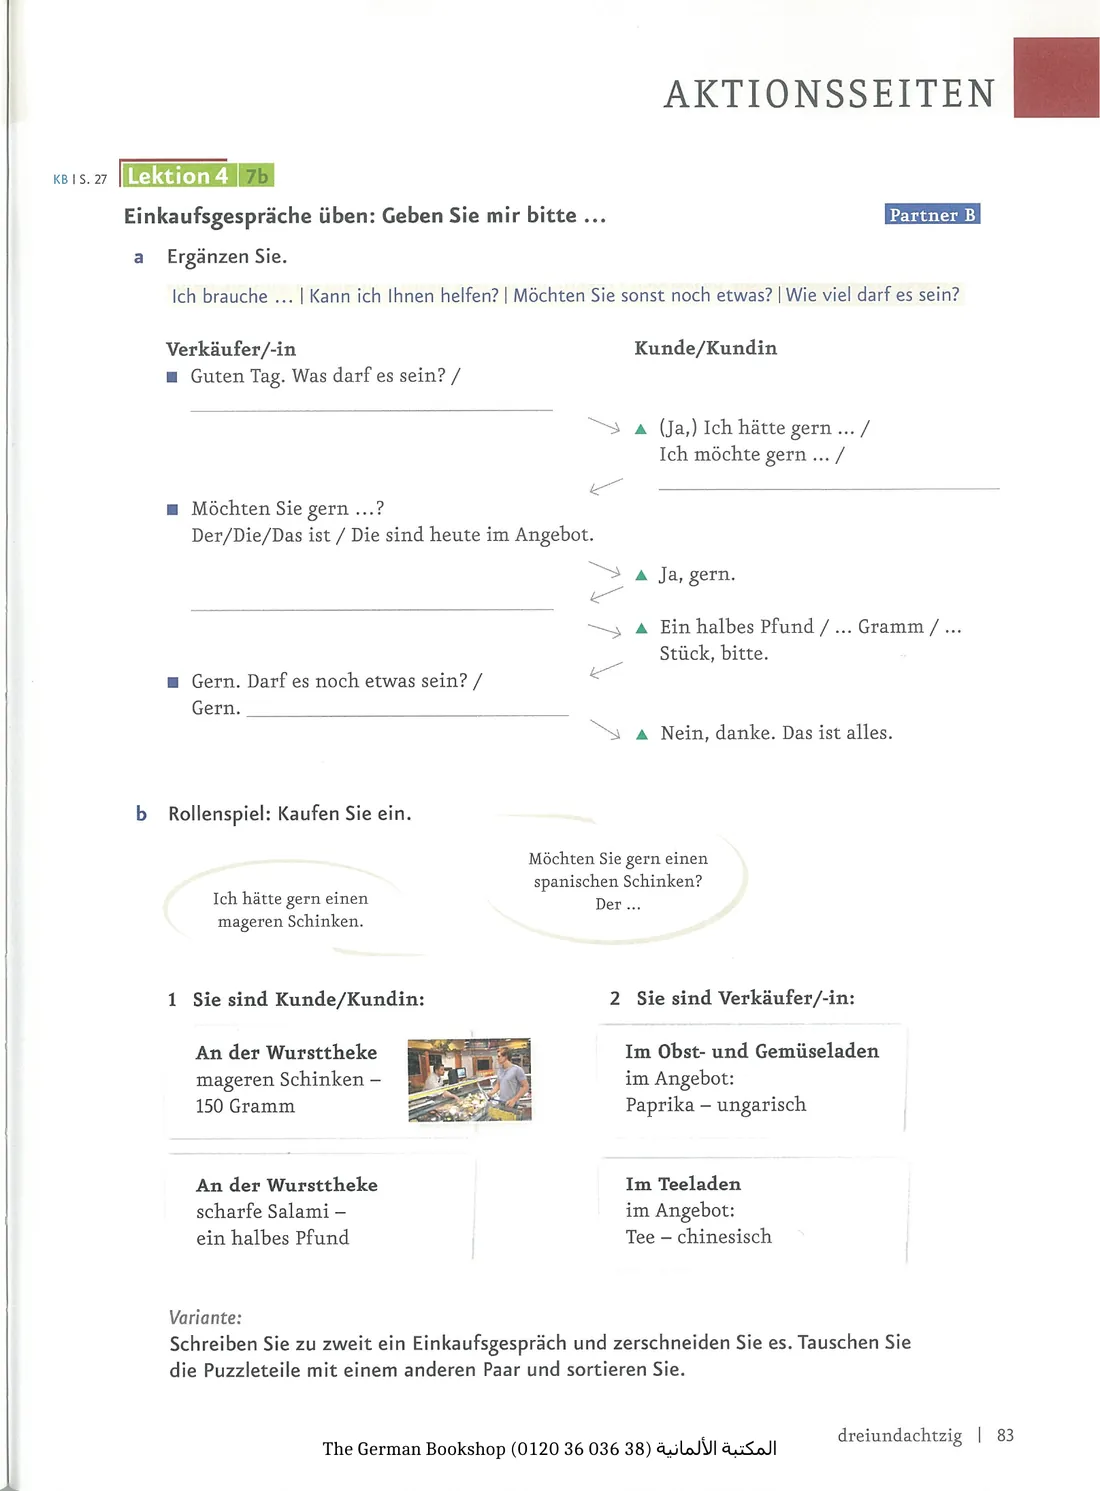 AKTIONSSEITEN
KB | S. 27 Lektion 4 7b
Einkaufsgespräche üben: Geben Sie mir bitte ... Partner B
a Ergänzen Sie.
Ich brauche ... | Kann ich Ihnen helfen? | Möchten Sie sonst noch etwas? | Wie viel darf es sein?
Verkäufer/-in
Kunde/Kundin
■ Guten Tag. Was darf es sein? /
▲ (Ja,) Ich hätte gern ... /
Ich möchte gern ... /
■ Möchten Sie gern ...?
Der/Die/Das ist / Die sind heute im Angebot.
▲ Ja, gern.
▲ Ein halbes Pfund / ... Gramm / ...
Stück, bitte.
■ Gern. Darf es noch etwas sein? /
Gern.
▲ Nein, danke. Das ist alles.
b Rollenspiel: Kaufen Sie ein.
Ich hätte gern einen
mageren Schinken.
Möchten Sie gern einen
spanischen Schinken?
Der ...
1 Sie sind Kunde/Kundin:
An der Wursttheke
mageren Schinken –
150 Gramm
An der Wursttheke
scharfe Salami –
ein halbes Pfund
2 Sie sind Verkäufer/-in:
Im Obst- und Gemüseladen
im Angebot:
Paprika – ungarisch
Im Teeladen
im Angebot:
Tee – chinesisch
Variante:
Schreiben Sie zu zweit ein Einkaufsgespräch und zerschneiden Sie es. Tauschen Sie
die Puzzleteile mit einem anderen Paar und sortieren Sie.
dreiundachtzig | 83
The German Bookshop (0120 36 036 38) المكتبة الألمانية